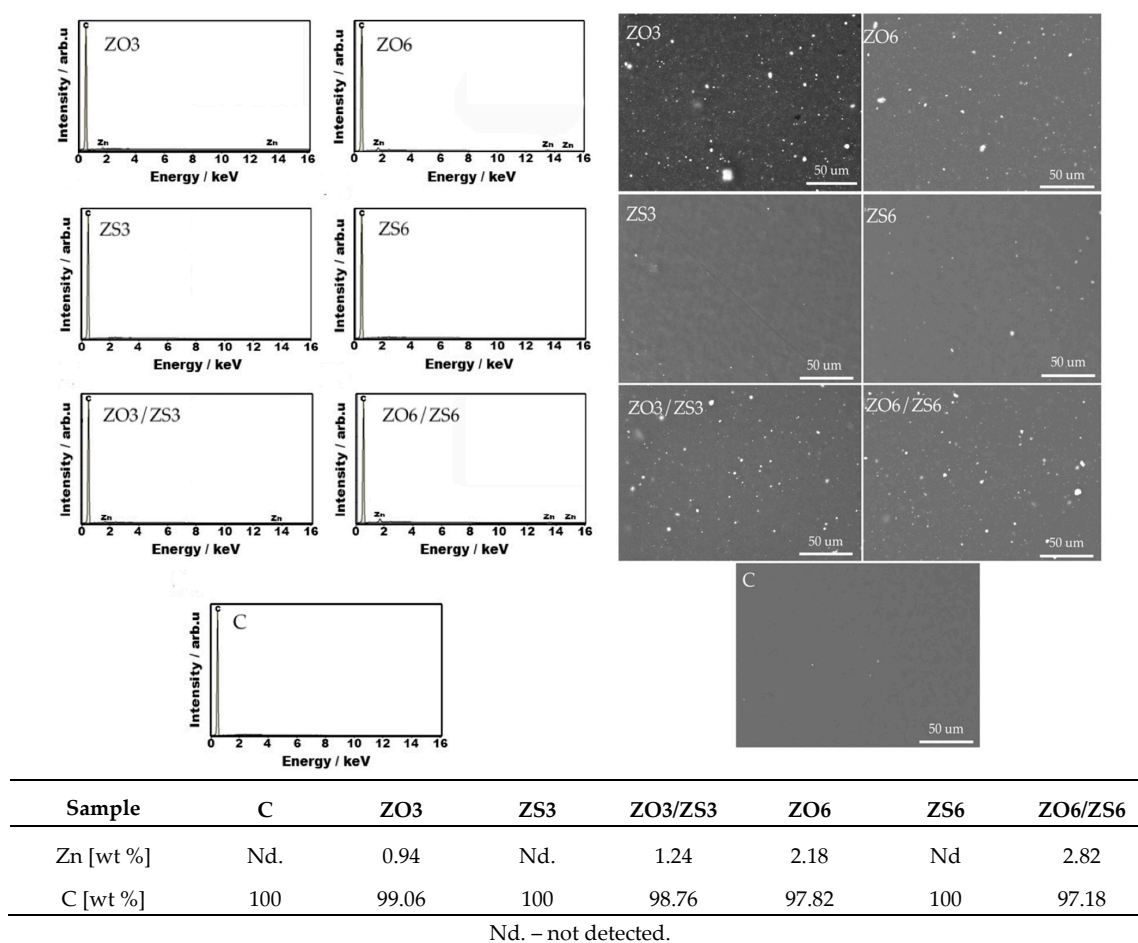 C
ZO3
Zn
Zn
Intensity / arb.u
0 2 4 6 8 10 12 14 16
Energy / keV
C
ZO6
Zn
Zn
Zn
Intensity / arb.u
0 2 4 6 8 10 12 14 16
Energy / keV
ZO3
50 um
ZO6
50 um
C
ZS3
Intensity / arb.u
0 2 4 6 8 10 12 14 16
Energy / keV
C
ZS6
Intensity / arb.u
0 2 4 6 8 10 12 14 16
Energy / keV
ZS3
50 um
ZS6
50 um
C
ZO3/ZS3
Zn
Zn
Intensity / arb.u
0 2 4 6 8 10 12 14 16
Energy / keV
C
ZO6/ZS6
Zn
Zn
Zn
Intensity / arb.u
0 2 4 6 8 10 12 14 16
Energy / keV
ZO3/ZS3
50 um
ZO6/ZS6
50 um
C
C
Intensity / arb.u
0 2 4 6 8 10 12 14 16
Energy / keV
C
50 um
Sample C ZO3 ZS3 ZO3/ZS3 ZO6 ZS6 ZO6/ZS6
Zn [wt %] Nd. 0.94 Nd. 1.24 2.18 Nd 2.82
C [wt %] 100 99.06 100 98.76 97.82 100 97.18
Nd. – not detected.